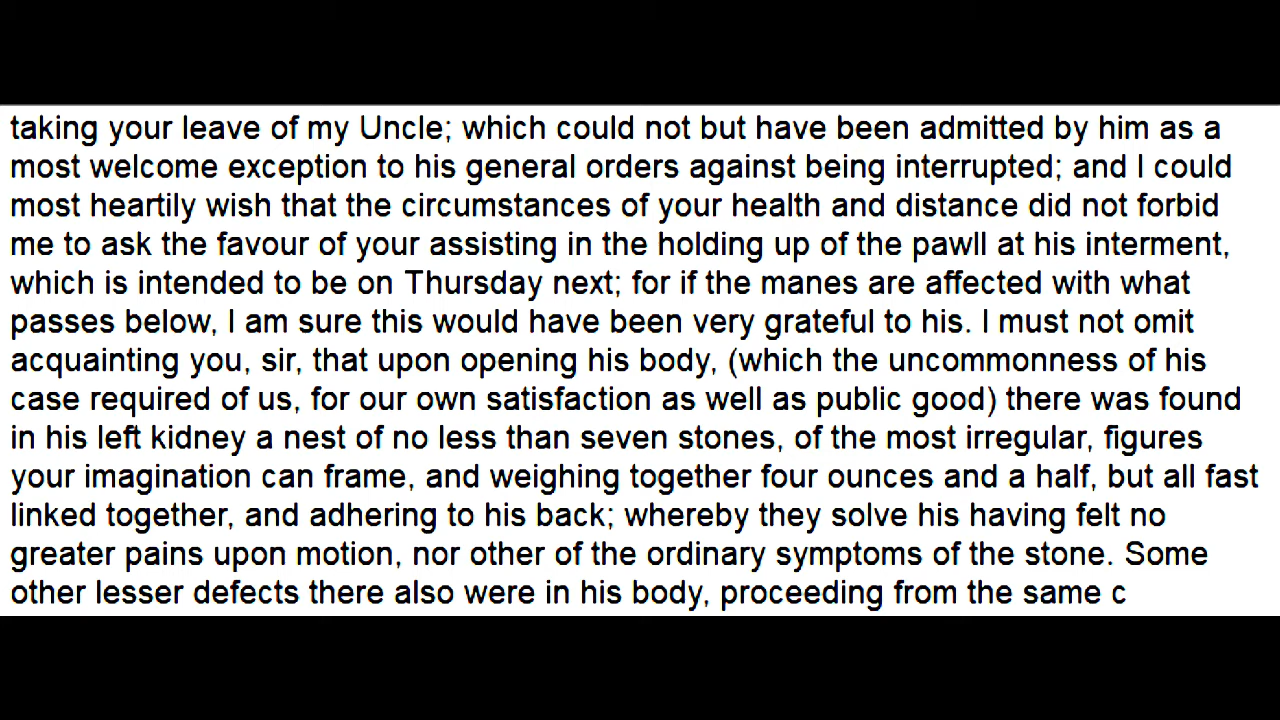 taking your leave of my Uncle; which could not but have been admitted by him as a
most welcome exception to his general orders against being interrupted; and I could
most heartily wish that the circumstances of your health and distance did not forbid
me to ask the favour of your assisting in the holding up of the pawll at his interment,
which is intended to be on Thursday next; for if the manes are affected with what
passes below, I am sure this would have been very grateful to his. I must not omit
acquainting you, sir, that upon opening his body, (which the uncommonness of his
case required of us, for our own satisfaction as well as public good) there was found
in his left kidney a nest of no less than seven stones, of the most irregular, figures
your imagination can frame, and weighing together four ounces and a half, but all fast
linked together, and adhering to his back; whereby they solve his having felt no
greater pains upon motion, nor other of the ordinary symptoms of the stone. Some
other lesser defects there also were in his body, proceeding from the same c